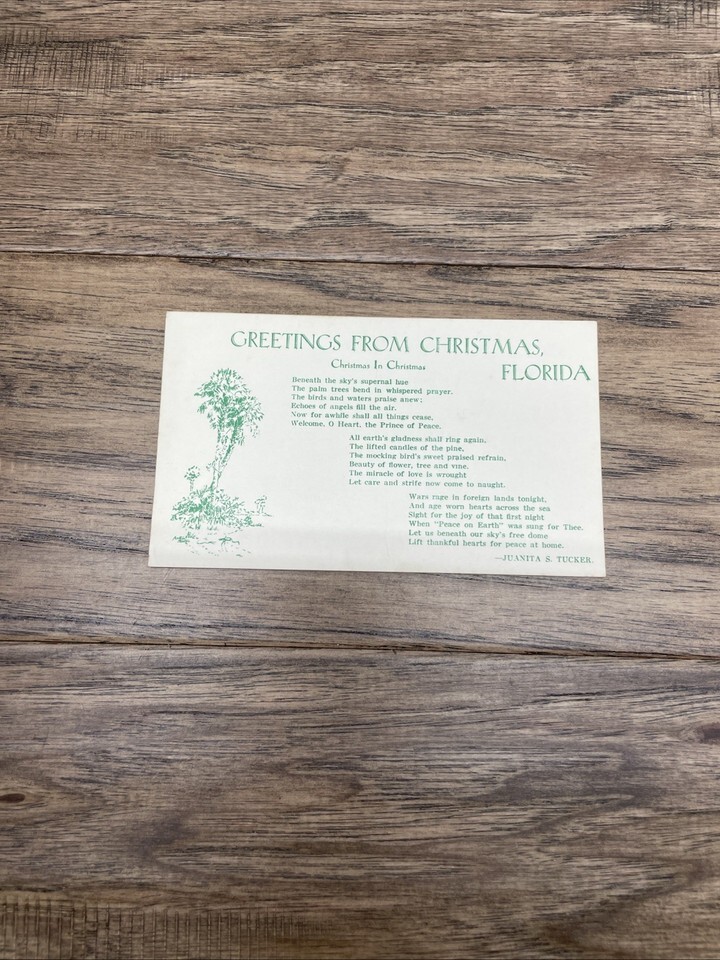 GREETINGS FROM CHRISTMAS,
FLORIDA
Christmas In Christmas
Beneath the sky's supernal hue
The palm trees bend in whispered prayer.
The birds and waters praise anew;
Echoes of angels fill the air.
Now for awhile shall all things cease,
Welcome, O Heart, the Prince of Peace.
All earth's gladness shall ring again,
The lifted candles of the pine,
The mocking bird's sweet praised refrain,
Beauty of flower, tree and vine.
The miracle of love is wrought
Let care and strife now come to naught.
Wars rage in foreign lands tonight,
And age worn hearts across the sea
Sight for the joy of that first night
When "Peace on Earth" was sung for Thee.
Let us beneath our sky's free dome
Lift thankful hearts for peace at home.
—JUANITA S. TUCKER.